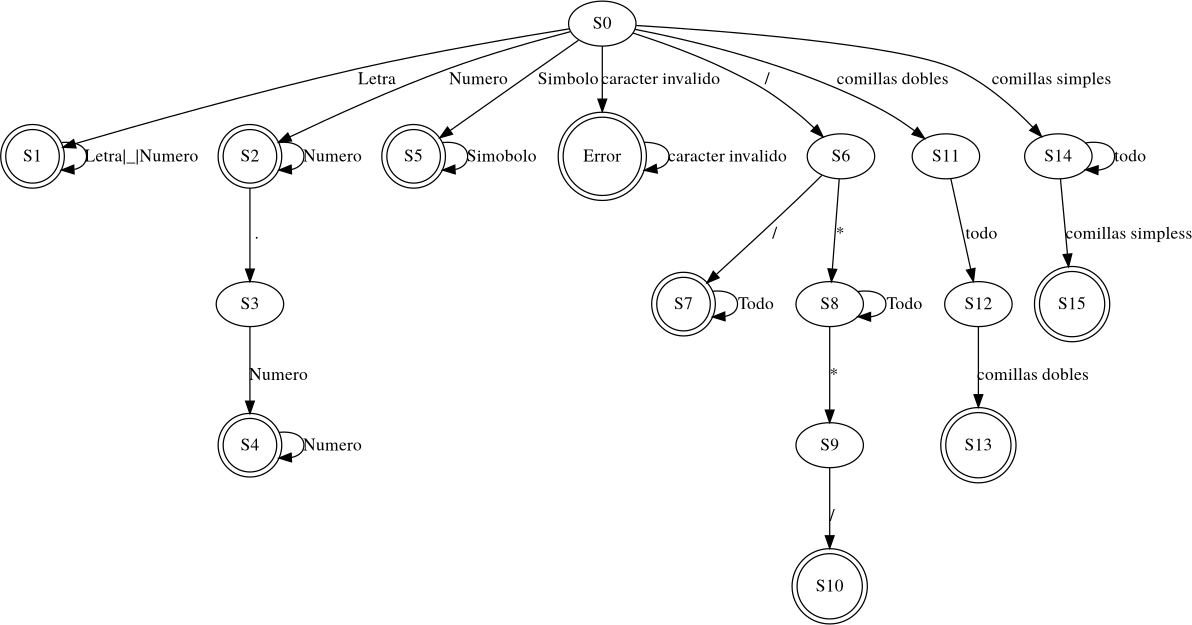 S0
Letra
Numero
Simbolo
caracter invalido
/
comillas dobles
comillas simples
S1
Letra|_|Numero
S2
Numero
S5
Simobolo
Error
caracter invalido
S6
S11
S14
todo
.
/
*
todo
comillas simpless
S3
S7
Todo
S8
Todo
S12
S15
Numero
*
comillas dobles
S4
Numero
S9
S13
/
S10